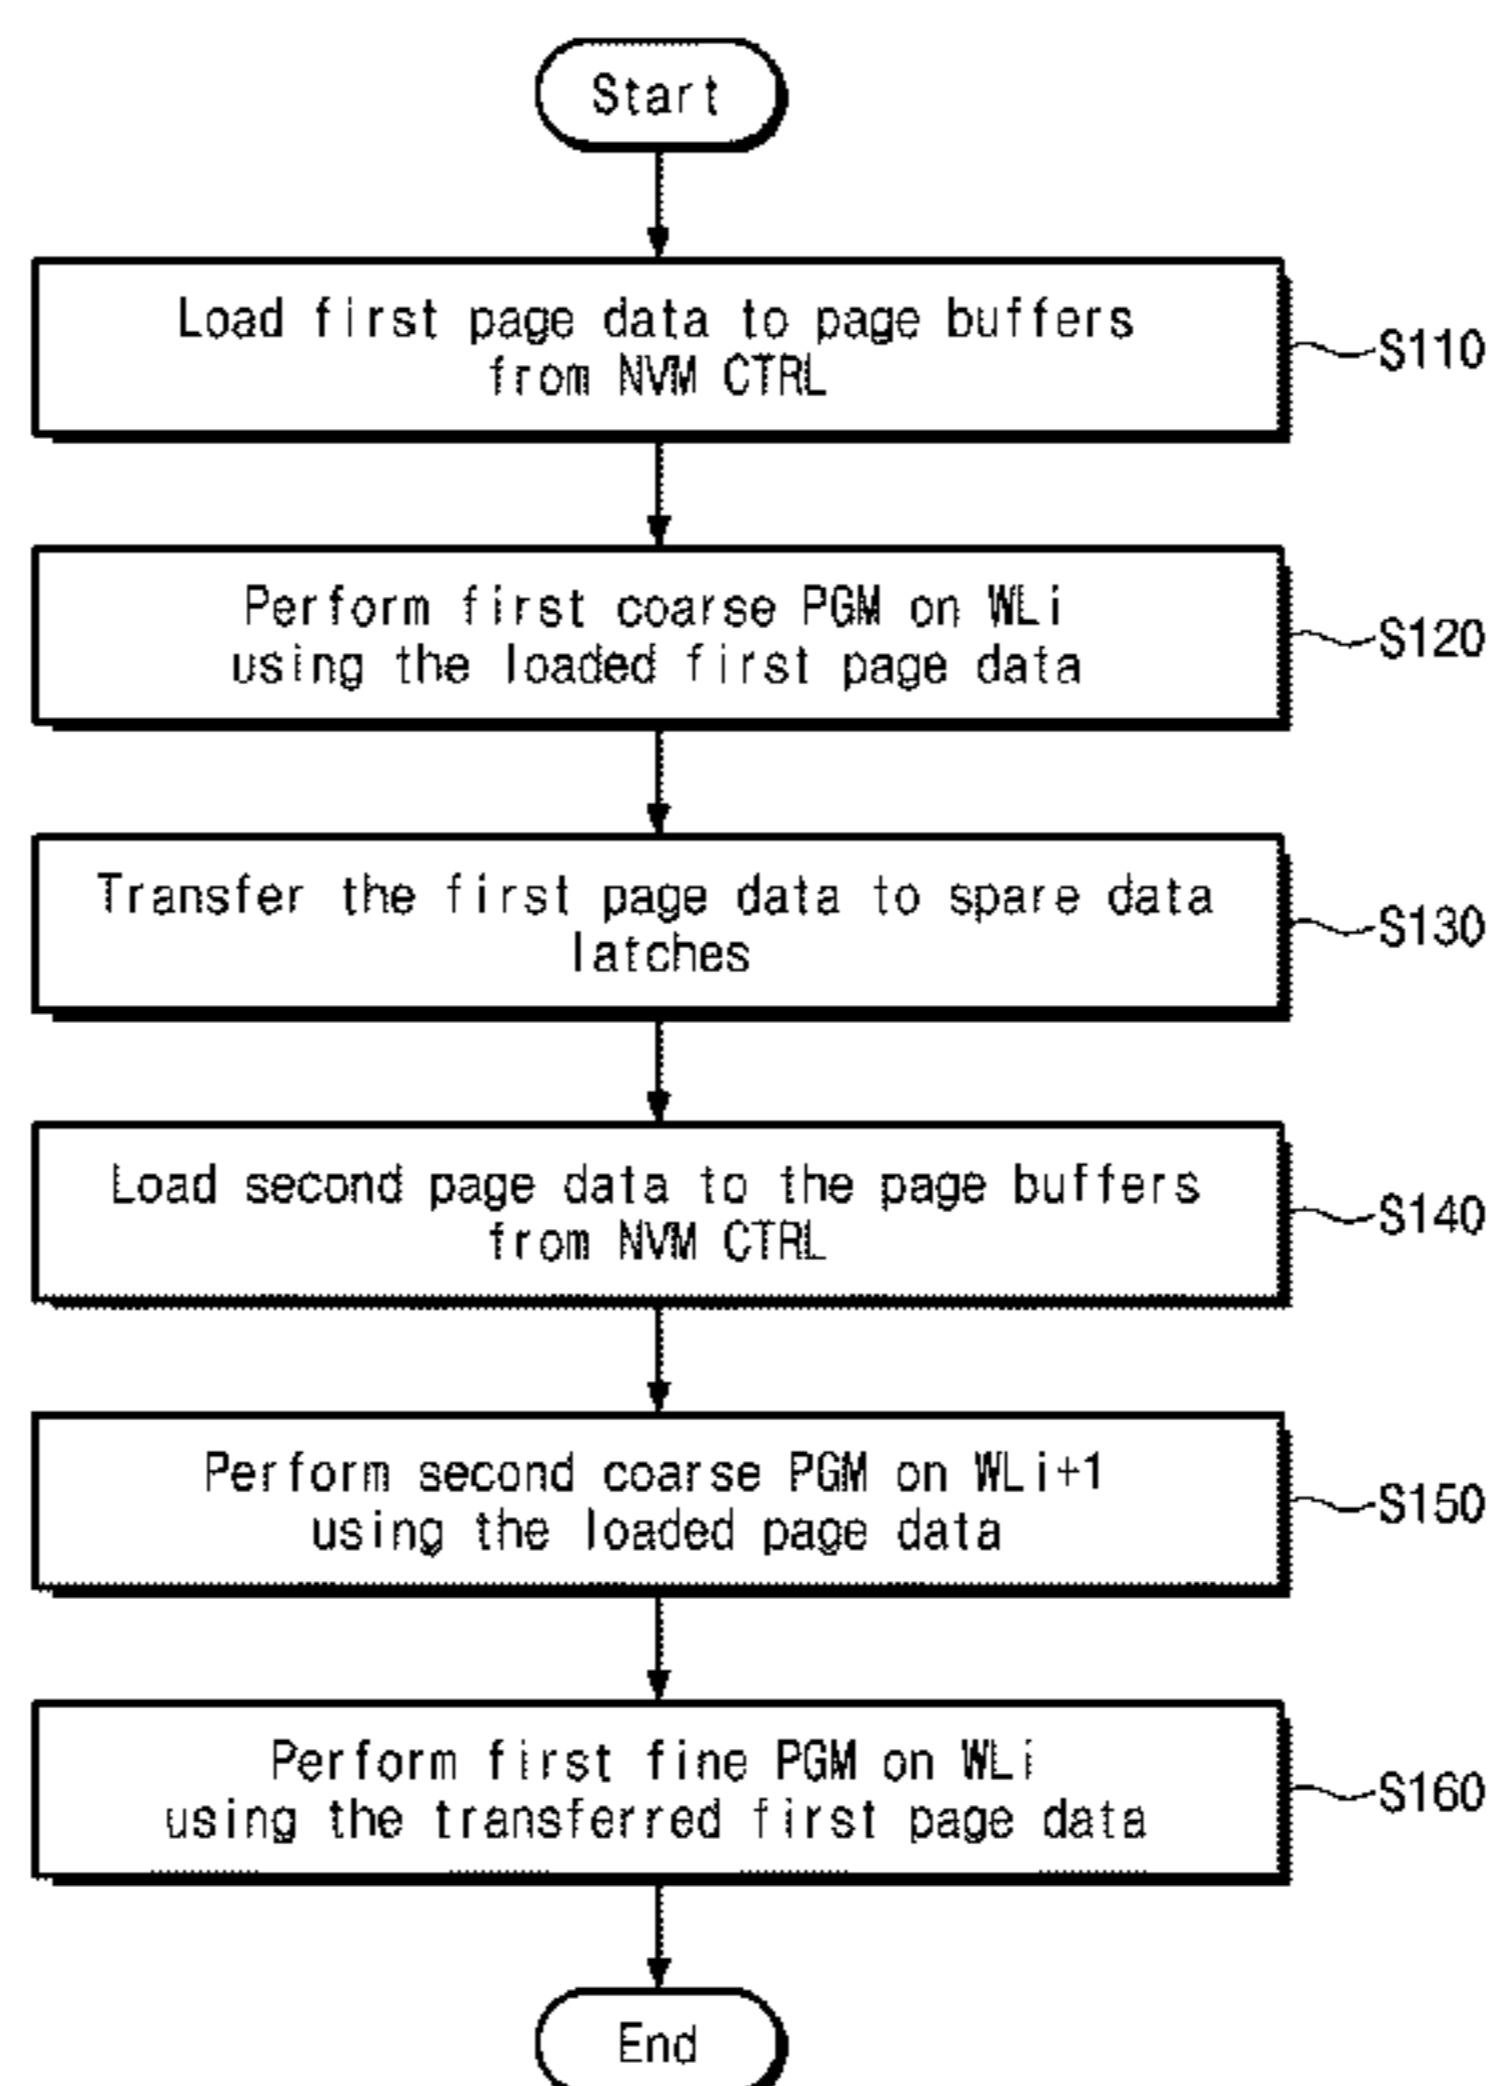 Start
Load first page data to page buffers
from NVM CTRL
S110
Perform first coarse PGM on WLi
using the loaded first page data
S120
Transfer the first page data to spare data
latches
S130
Load second page data to the page buffers
from NVM CTRL
S140
Perform second coarse PGM on WLi+1
using the loaded page data
S150
Perform first fine PGM on WLi
using the transferred first page data
S160
End